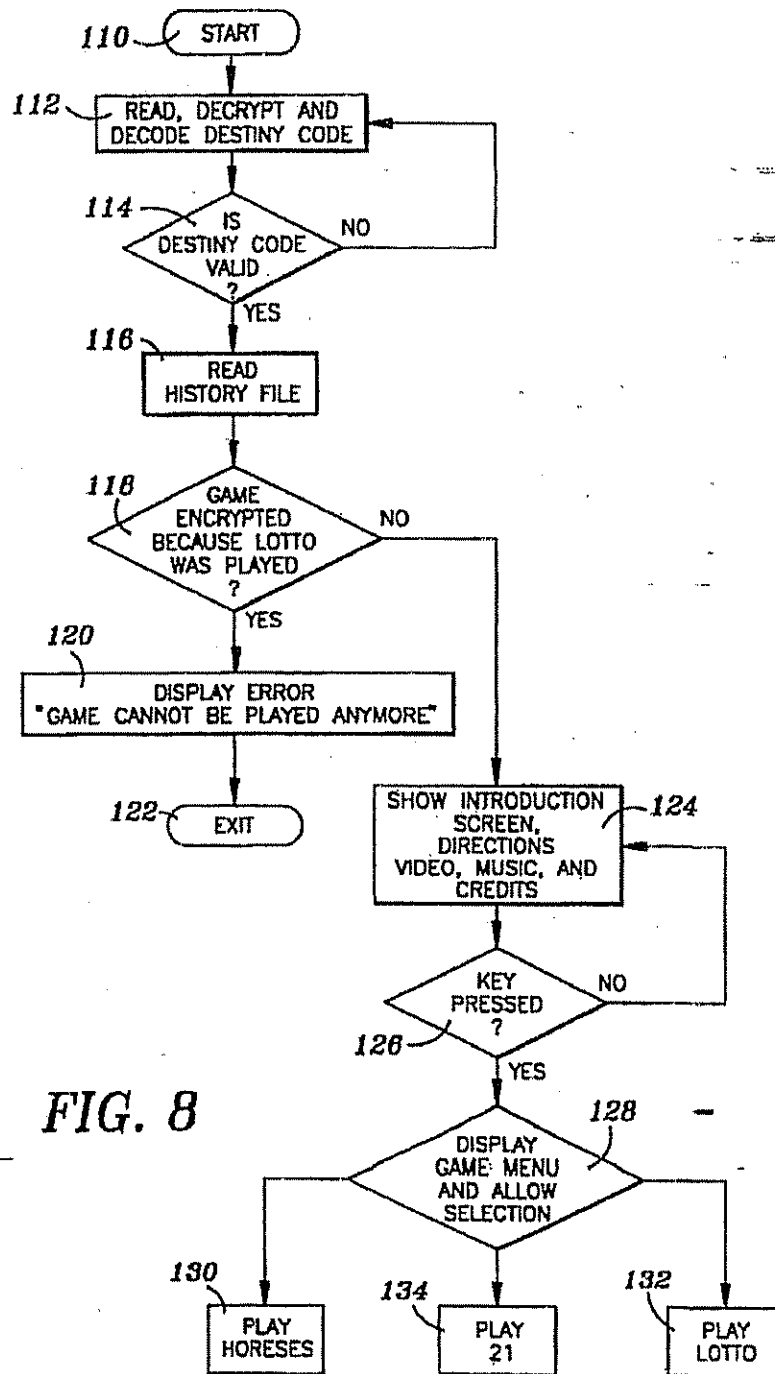 110
START
112
READ, DECRYPT AND
DECODE DESTINY CODE
114
IS
DESTINY CODE
VALID
?
NO
YES
116
READ
HISTORY FILE
118
GAME
ENCRYPTED
BECAUSE LOTTO
WAS PLAYED
?
NO
YES
120
DISPLAY ERROR
"GAME CANNOT BE PLAYED ANYMORE"
122
EXIT
SHOW INTRODUCTION
SCREEN,
DIRECTIONS
VIDEO, MUSIC, AND
CREDITS
124
KEY
PRESSED
?
NO
126
YES
FIG. 8
DISPLAY
GAME MENU
AND ALLOW
SELECTION
128
130
PLAY
HORESES
134
PLAY
21
132
PLAY
LOTTO